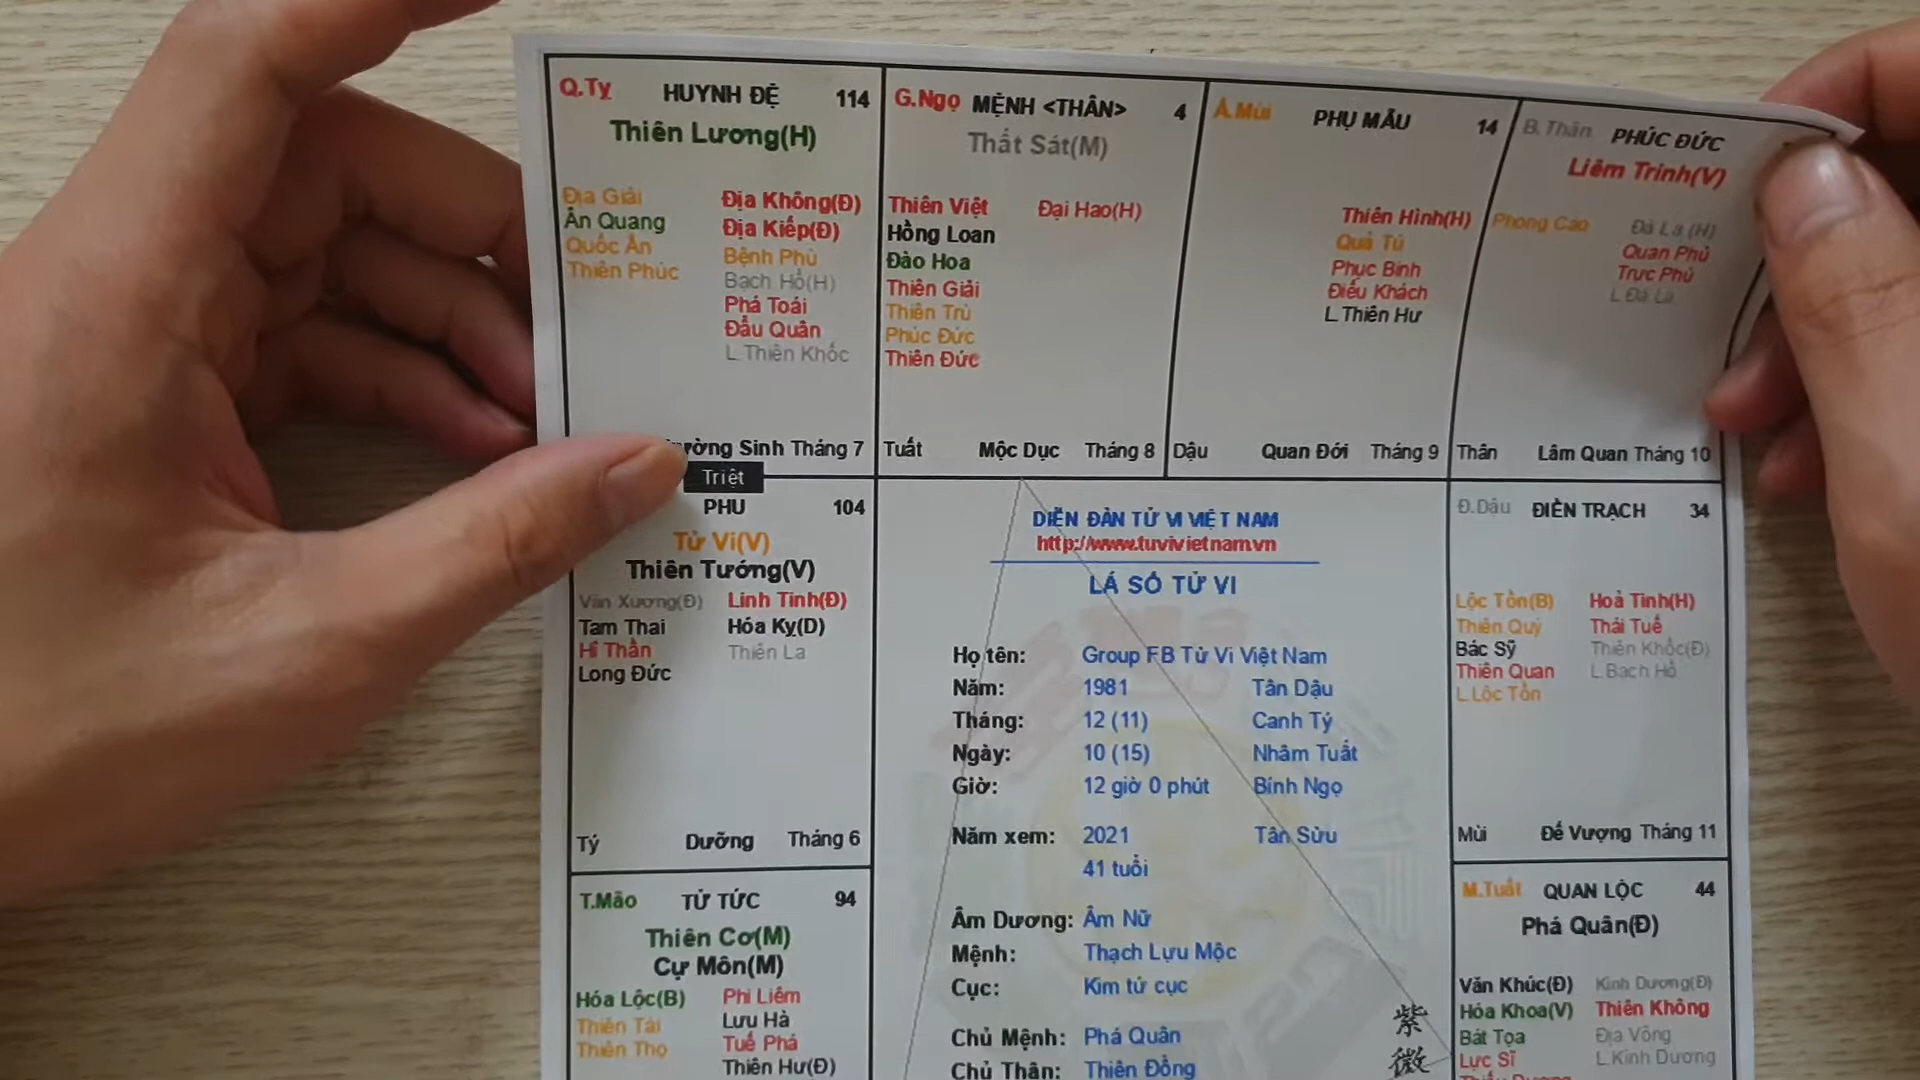 Q.Tỵ HUYNH ĐỆ 114
Thiên Lương(H)
Địa Giải Địa Không(Đ)
Ân Quang Địa Kiếp(Đ)
Quốc Ấn Bệnh Phù
Thiên Phúc Bạch Hổ(H)
Phá Toái
Đẩu Quân
L.Thiên Khốc
Tháng 7
G.Ngọ MỆNH <THÂN> 4
Thất Sát(M)
Thiên Việt Đại Hao(H)
Hồng Loan
Đào Hoa
Thiên Giải
Thiên Trù
Phúc Đức
Thiên Đức
Tuất Mộc Dục Tháng 8
Ấ.Mùi PHỤ MẪU 14
Thiên Hình(H)
Quả Tú
Phục Binh
Điếu Khách
L.Thiên Hư
Dậu Quan Đới Tháng 9
B.Thân PHÚC ĐỨC
Liêm Trinh(V)
Phong Cáo Đà La (H)
Quan Phủ
Trực Phù
L.Đà La
Thân Lâm Quan Tháng 10
Triệt
PHU 104
Tử Vi(V)
Thiên Tướng(V)
Văn Xương(Đ) Linh Tinh(Đ)
Tam Thai Hóa Kỵ(D)
Hỉ Thần Thiên La
Long Đức
Tý Dưỡng Tháng 6
DIỄN ĐÀN TỬ VI VIỆT NAM
http://www.tuvivietnam.vn
LÁ SỐ TỬ VI
Họ tên: Group FB Tử Vi Việt Nam
Năm: 1981 Tân Dậu
Tháng: 12 (11) Canh Tý
Ngày: 10 (15) Nhâm Tuất
Giờ: 12 giờ 0 phút Bính Ngọ
Năm xem: 2021 Tân Sửu
41 tuổi
Âm Dương: Âm Nữ
Mệnh: Thạch Lựu Mộc
Cục: Kim tứ cục
Chủ Mệnh: Phá Quân
Chủ Thân: Thiên Đồng
紫
微
Đ.Dậu ĐIỀN TRẠCH 34
Lộc Tồn(B) Hoả Tinh(H)
Thiên Quý Thái Tuế
Bác Sỹ Thiên Khốc(Đ)
Thiên Quan L.Bạch Hổ
L.Lộc Tồn
Mùi Đế Vượng Tháng 11
T.Mão TỬ TỨC 94
Thiên Cơ(M)
Cự Môn(M)
Hóa Lộc(B) Phi Liêm
Thiên Tài Lưu Hà
Thiên Thọ Tuế Phá
Thiên Hư(Đ)
M.Tuất QUAN LỘC 44
Phá Quân(Đ)
Văn Khúc(Đ) Kình Dương(Đ)
Hóa Khoa(V) Thiên Không
Bát Tọa Địa Võng
Lực Sĩ L.Kình Dương